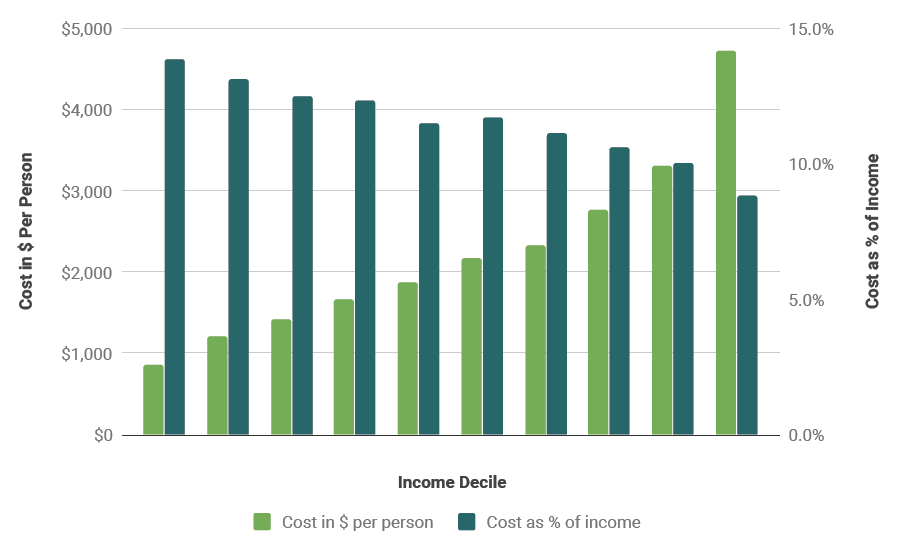 $5,000
$4,000
$3,000
$2,000
$1,000
$0
Cost in $ Per Person
15.0%
10.0%
5.0%
0.0%
Cost as % of Income
Income Decile
Cost in $ per person
Cost as % of income